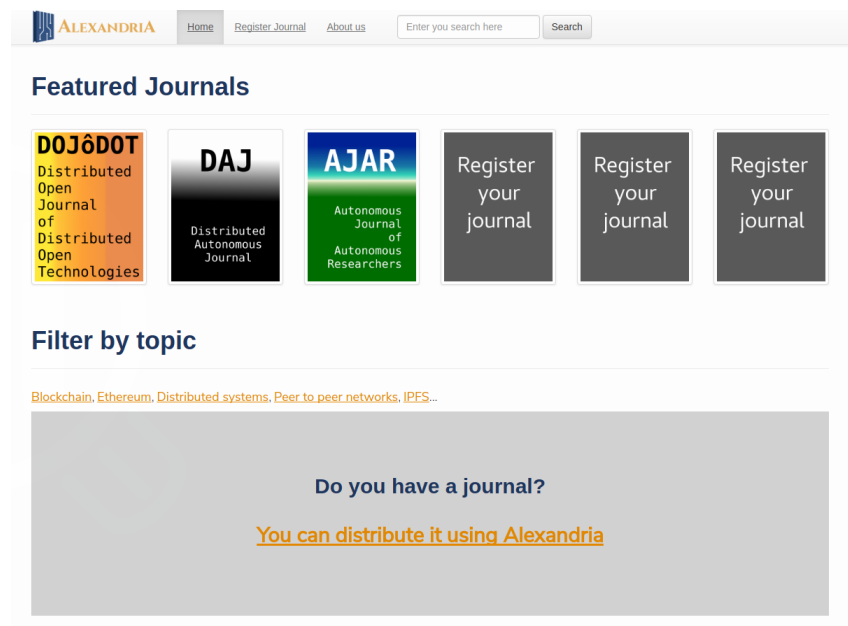 ALEXANDRIA Home Register Journal About us Enter you search here Search
Featured Journals
DOJôDOT
Distributed
Open
Journal
of
Distributed
Open
Technologies
DAJ
Distributed
Autonomous
Journal
AJAR
Autonomous
Journal
of
Autonomous
Researchers
Register
your
journal
Register
your
journal
Register
your
journal
Filter by topic
Blockchain, Ethereum, Distributed systems, Peer to peer networks, IPFS...
Do you have a journal?
You can distribute it using Alexandria